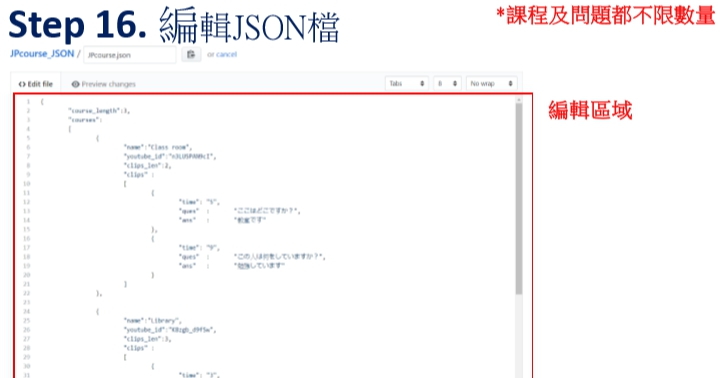 Step 16. 編輯JSON檔
*課程及問題都不限數量
JPcourse_JSON / JPcourse.json or cancel
<> Edit file Preview changes Tabs 8 No wrap
編輯區域
1 {
2 "course_length":3,
3 "courses":
4 [
5 {
6 "name":"Class room",
7 "youtube_id":
8 "clips_len":2,
9 "clips" :
10 [
11 {
12 "time": "5",
13 "ques" : "ここはどこですか？",
14 "ans" : "教室です"
15 },
16 {
17 "time": "9",
18 "ques" : "この人は何をしていますか？",
19 "ans" : "勉強しています"
20 }
21 ]
22 },
23
24 {
25 "name":"Library",
26 "youtube_id":
27 "clips_len":3,
28 "clips" :
29 [
30 {
31 "time": "2",